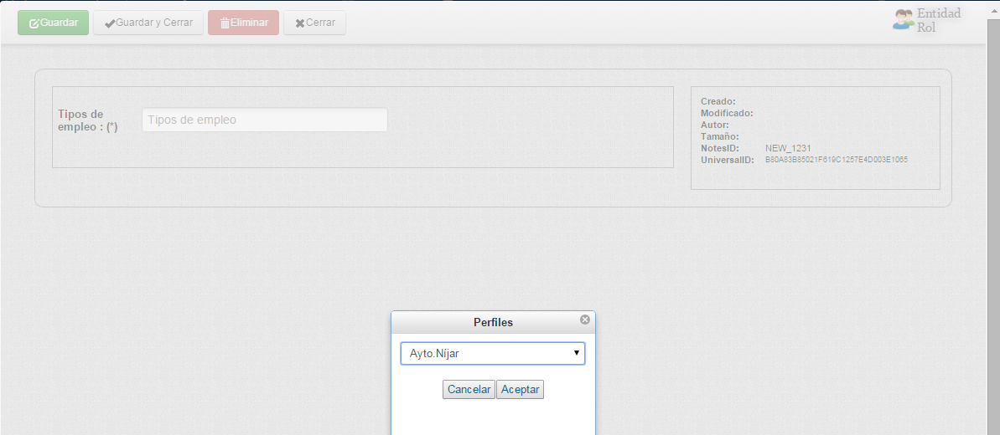 Guardar
Guardar y Cerrar
Eliminar
Cerrar
Entidad
Rol
Tipos de
empleo : (*)
Tipos de empleo
Creado:
Modificado:
Autor:
Tamaño:
NotesID: NEW_1231
UniversalID: B80A83B85021F619C1257E4D003E1065
Perfiles
Ayto.Níjar
Cancelar
Aceptar